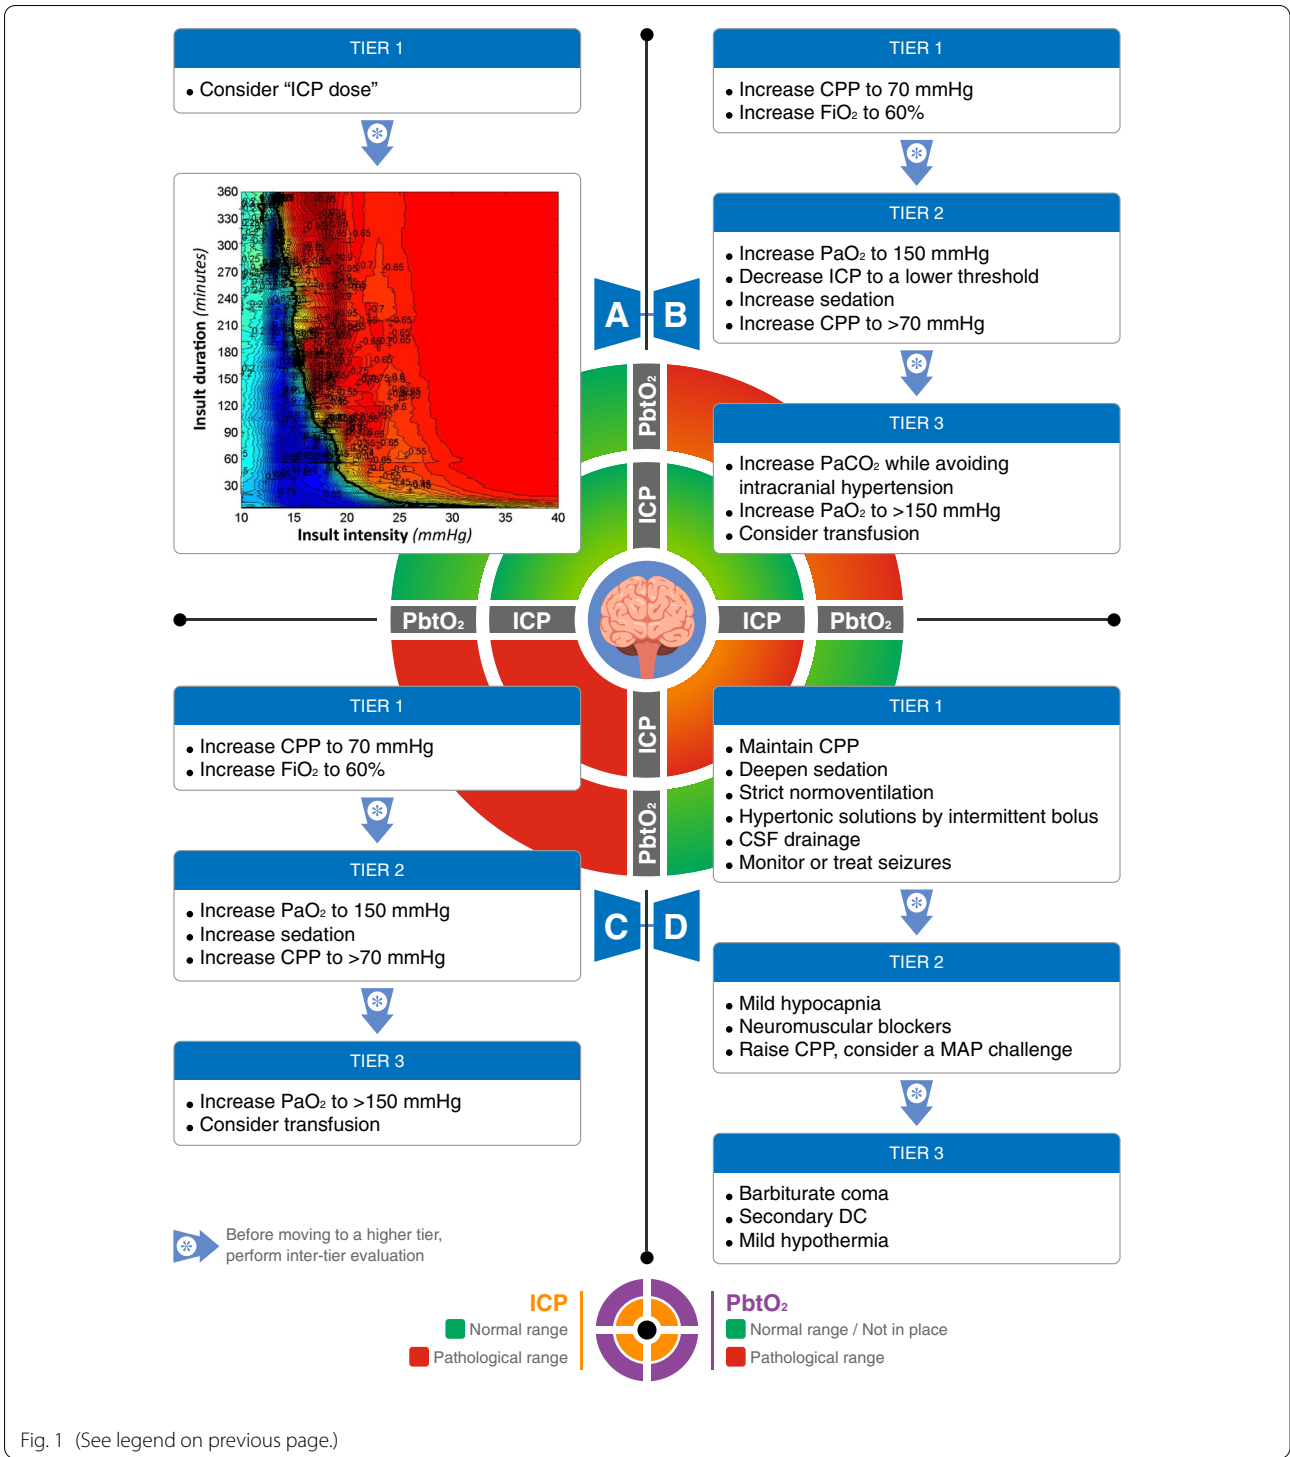 TIER 1
• Consider “ICP dose”
360
330
300
270
240
210
180
150
120
90
60
30
Insult duration (minutes)
10 15 20 25 30 35 40
Insult intensity (mmHg)
TIER 1
• Increase CPP to 70 mmHg
• Increase FiO₂ to 60%
TIER 2
• Increase PaO₂ to 150 mmHg
• Decrease ICP to a lower threshold
• Increase sedation
• Increase CPP to >70 mmHg
TIER 3
• Increase PaCO₂ while avoiding
intracranial hypertension
• Increase PaO₂ to >150 mmHg
• Consider transfusion
A B
PbtO₂
ICP
PbtO₂ ICP ICP PbtO₂
ICP
PbtO₂
C D
TIER 1
• Increase CPP to 70 mmHg
• Increase FiO₂ to 60%
TIER 2
• Increase PaO₂ to 150 mmHg
• Increase sedation
• Increase CPP to >70 mmHg
TIER 3
• Increase PaO₂ to >150 mmHg
• Consider transfusion
TIER 1
• Maintain CPP
• Deepen sedation
• Strict normoventilation
• Hypertonic solutions by intermittent bolus
• CSF drainage
• Monitor or treat seizures
TIER 2
• Mild hypocapnia
• Neuromuscular blockers
• Raise CPP, consider a MAP challenge
TIER 3
• Barbiturate coma
• Secondary DC
• Mild hypothermia
Before moving to a higher tier,
perform inter-tier evaluation
ICP
Normal range
Pathological range
PbtO₂
Normal range / Not in place
Pathological range
Fig. 1 (See legend on previous page.)